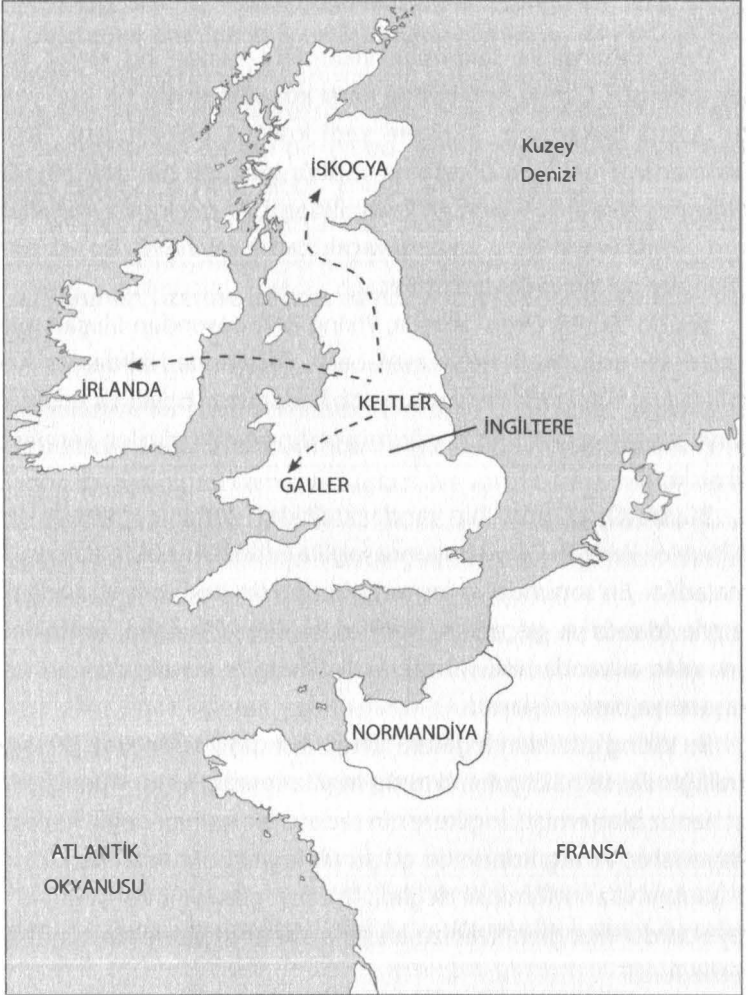 Kuzey
Denizi
İSKOÇYA
İRLANDA
KELTLER
İNGİLTERE
GALLER
NORMANDİYA
ATLANTİK
OKYANUSU
FRANSA